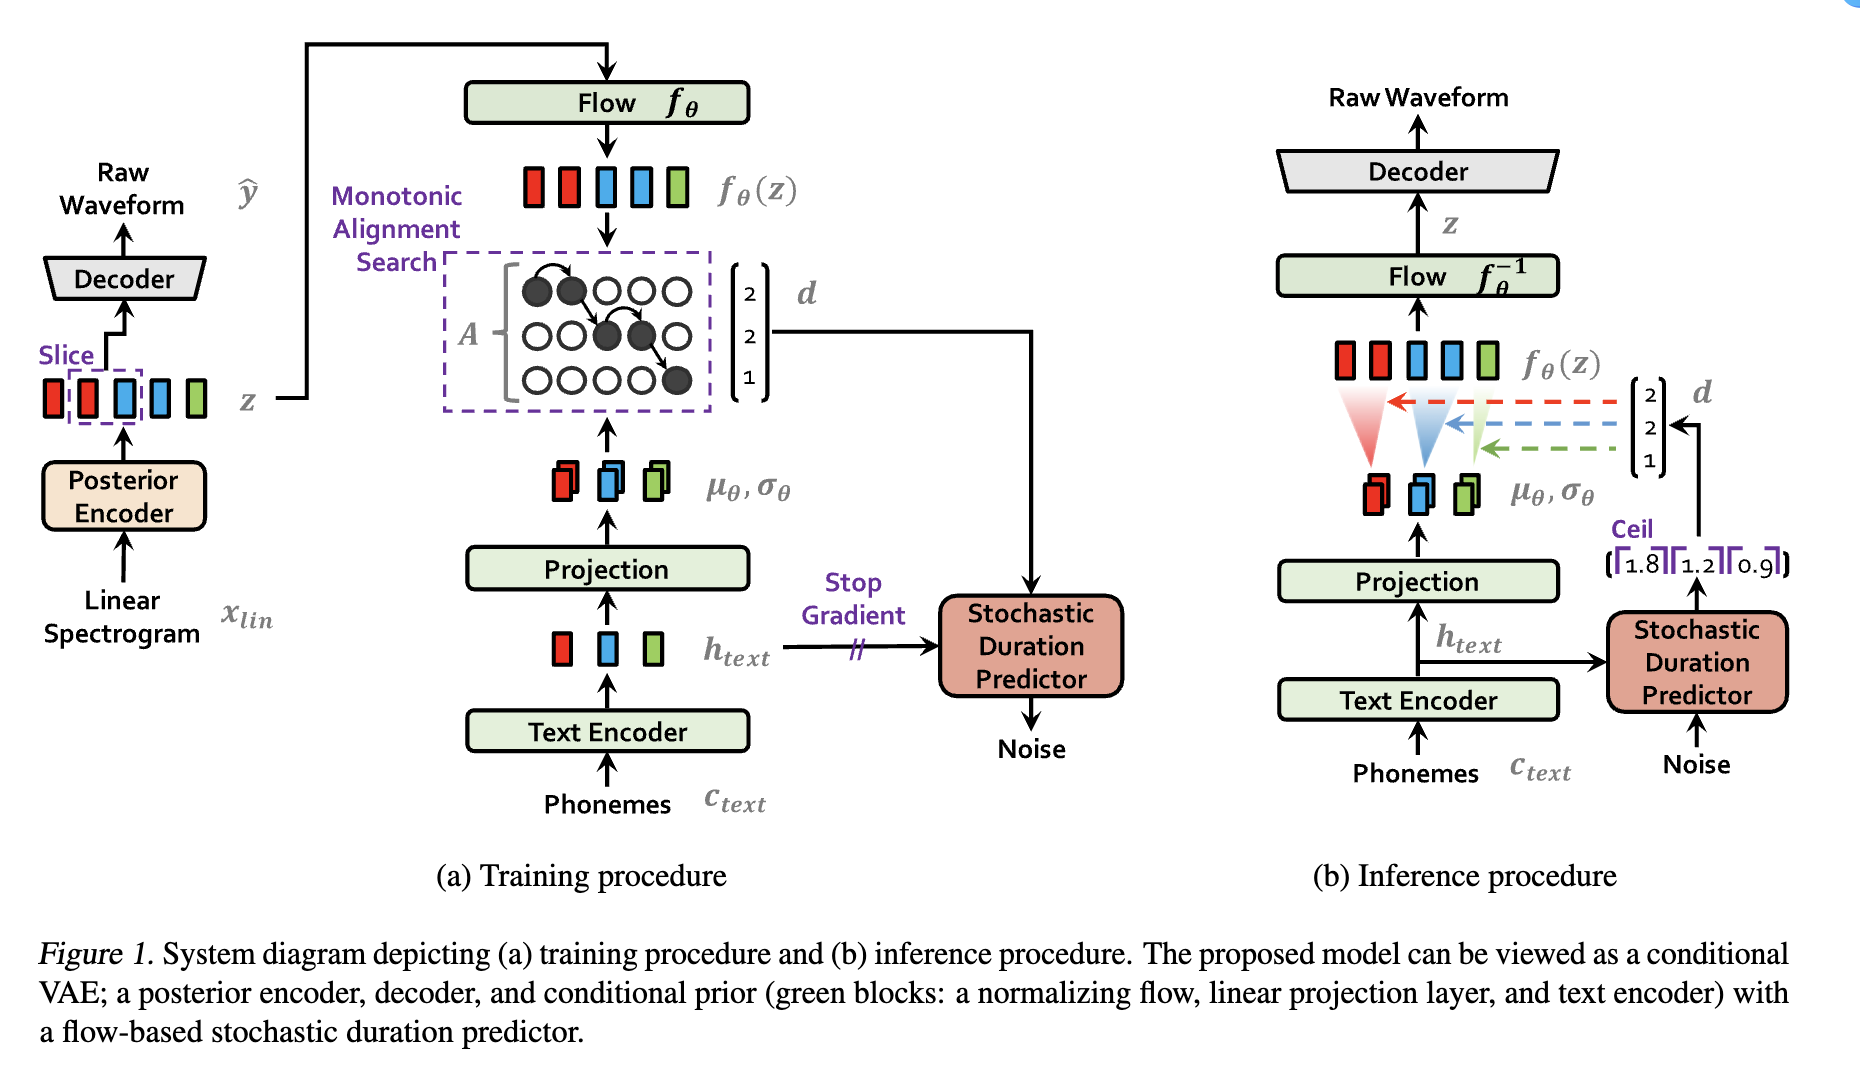 Flow f_θ
f_θ(z)
Raw
Waveform
ŷ
Decoder
Slice
z
Posterior
Encoder
Linear
Spectrogram
x_lin
Monotonic
Alignment
Search
A
2
2
1
d
μ_θ, σ_θ
Projection
h_text
Stop
Gradient
//
Stochastic
Duration
Predictor
Noise
Text Encoder
Phonemes
c_text
(a) Training procedure
Raw Waveform
Decoder
z
Flow f_θ^{-1}
f_θ(z)
2
2
1
d
μ_θ, σ_θ
Ceil
[⌈1.8⌉⌈1.2⌉⌈0.9⌉]
Projection
h_text
Stochastic
Duration
Predictor
Text Encoder
Noise
Phonemes
c_text
(b) Inference procedure
Figure 1. System diagram depicting (a) training procedure and (b) inference procedure. The proposed model can be viewed as a conditional
VAE; a posterior encoder, decoder, and conditional prior (green blocks: a normalizing flow, linear projection layer, and text encoder) with
a flow-based stochastic duration predictor.